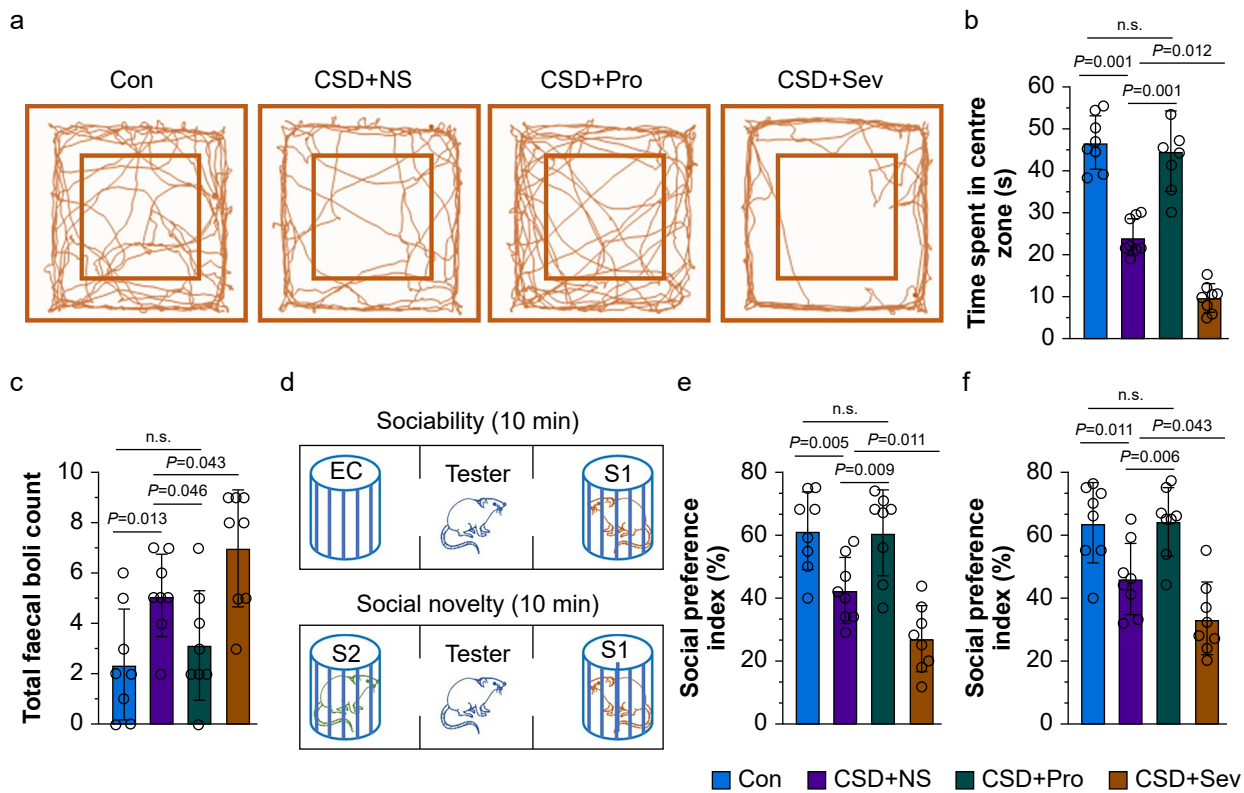 a
Con
CSD+NS
CSD+Pro
CSD+Sev
b
n.s.
P=0.012
P=0.001
P=0.001
Time spent in centre
zone (s)
60
50
40
30
20
10
0
c
n.s.
P=0.043
P=0.046
P=0.013
Total faecal boli count
10
8
6
4
2
0
d
Sociability (10 min)
EC
Tester
S1
Social novelty (10 min)
S2
Tester
S1
e
n.s.
P=0.005
P=0.011
P=0.009
Social preference
index (%)
80
60
40
20
0
f
n.s.
P=0.011
P=0.043
P=0.006
Social preference
index (%)
80
60
40
20
0
Con
CSD+NS
CSD+Pro
CSD+Sev